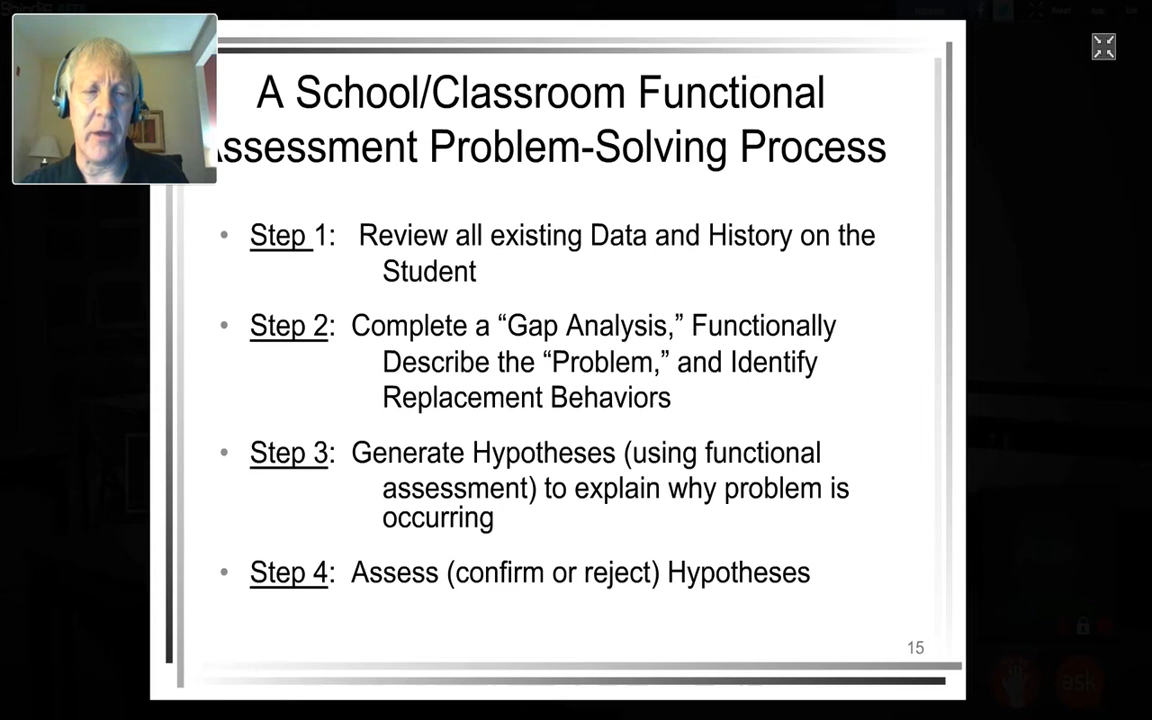 A School/Classroom Functional
ssessment Problem-Solving Process
• Step 1: Review all existing Data and History on the
Student
• Step 2: Complete a “Gap Analysis,” Functionally
Describe the “Problem,” and Identify
Replacement Behaviors
• Step 3: Generate Hypotheses (using functional
assessment) to explain why problem is
occurring
• Step 4: Assess (confirm or reject) Hypotheses
15
ask